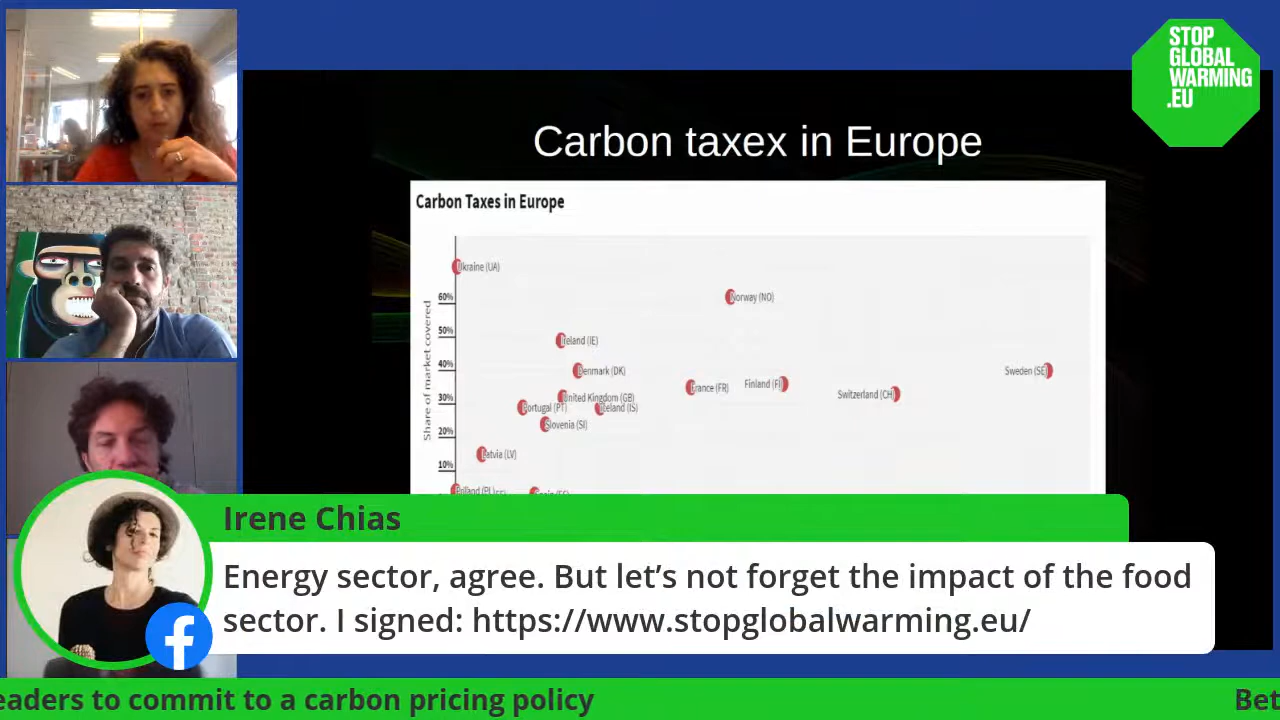 STOP
GLOBAL
WARMING
.EU
Carbon taxex in Europe
Carbon Taxes in Europe
Ukraine (UA)
60%
Norway (NO)
50%
Ireland (IE)
40%
Denmark (DK)
Sweden (SE)
France (FR)
Finland (FI)
Switzerland (CH)
30%
United Kingdom (GB)
Portugal (PT)
Iceland (IS)
Share of market covered
20%
Slovenia (SI)
Latvia (LV)
10%
Poland (PL)
Irene Chias
Energy sector, agree. But let’s not forget the impact of the food
sector. I signed: https://www.stopglobalwarming.eu/
eaders to commit to a carbon pricing policy
Bet